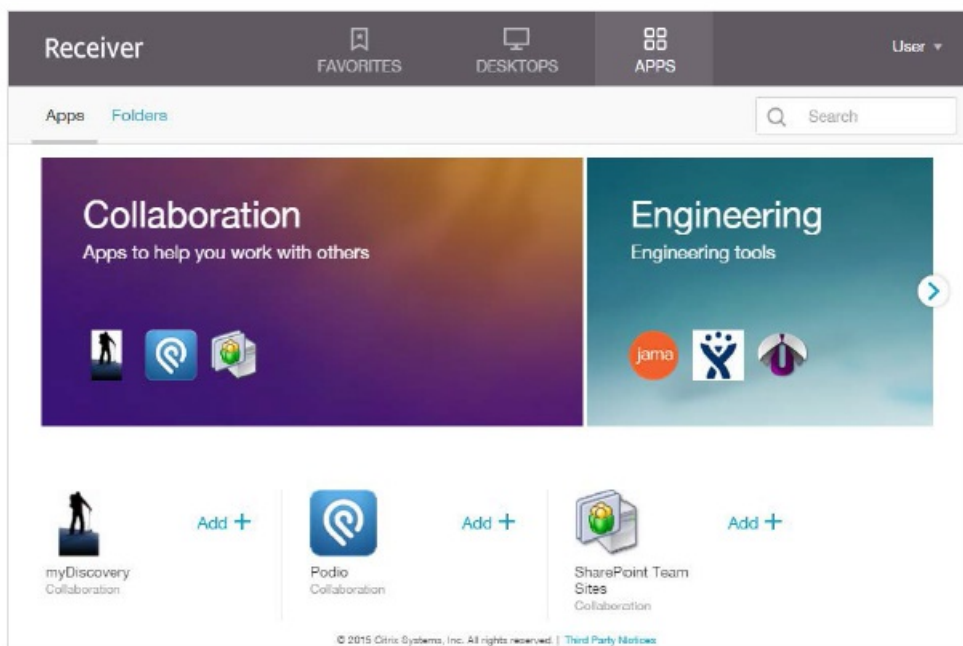 Receiver
FAVORITES
DESKTOPS
APPS
User
Apps
Folders
Search
Collaboration
Apps to help you work with others
Engineering
Engineering tools
jama
Add +
Add +
Add +
myDiscovery
Collaboration
Podio
Collaboration
SharePoint Team
Sites
Collaboration
© 2015 Citrix Systems, Inc. All rights reserved. | Third Party Notices